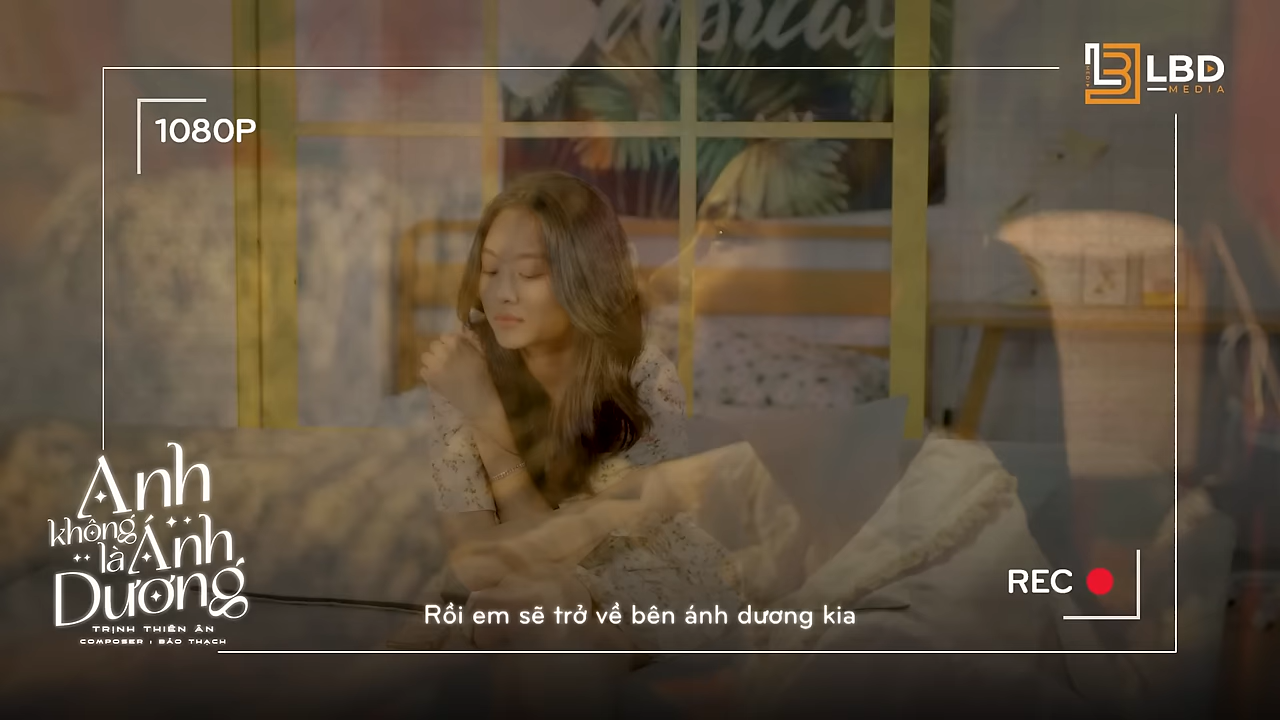 LBD
MEDIA
1080P
Anh
không
là Ánh
Dương
TRỊNH THIÊN ÂN
COMPOSER : BẢO THẠCH
REC
Rồi em sẽ trở về bên ánh dương kia